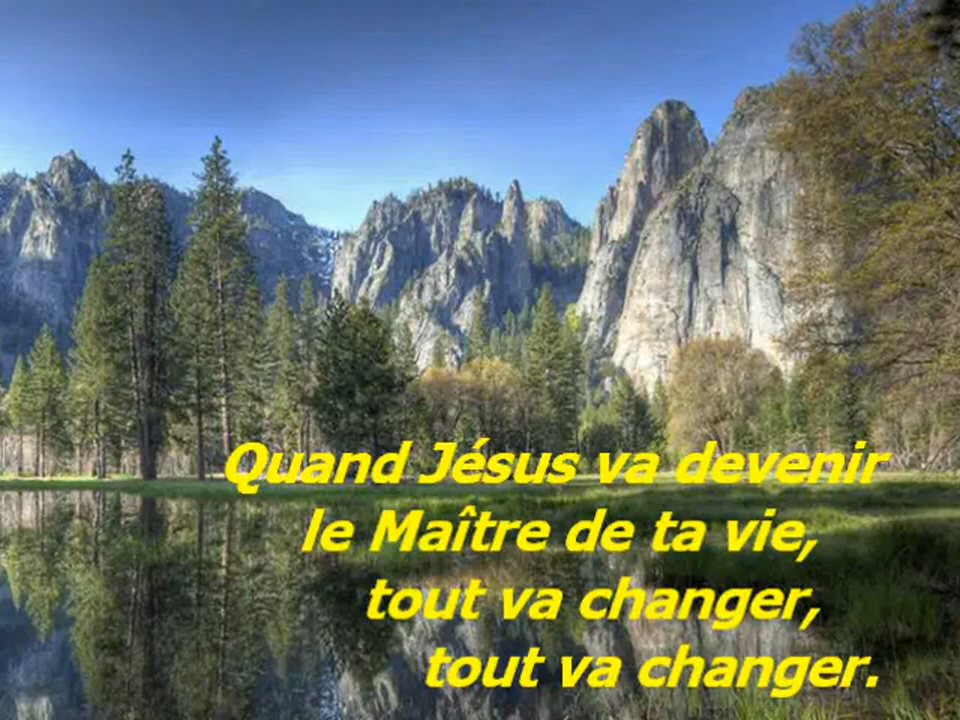 Quand Jésus va devenir
le Maître de ta vie,
tout va changer,
tout va changer.